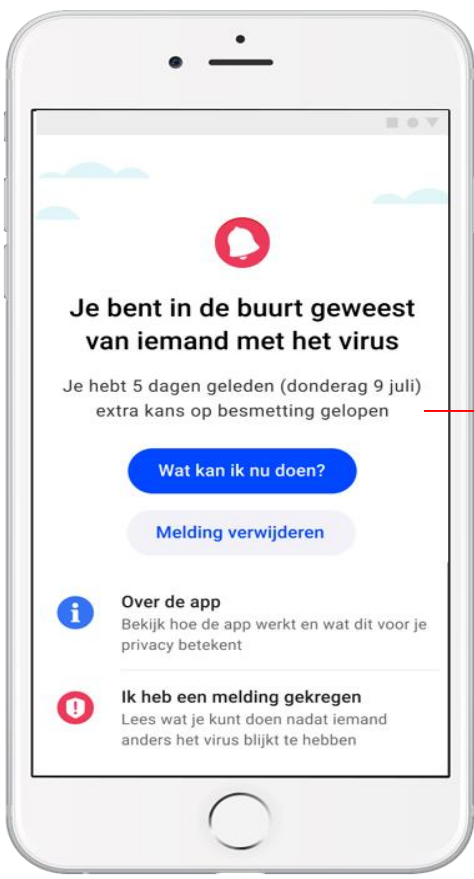 Je bent in de buurt geweest
van iemand met het virus
Je hebt 5 dagen geleden (donderag 9 juli)
extra kans op besmetting gelopen
Wat kan ik nu doen?
Melding verwijderen
Over de app
Bekijk hoe de app werkt en wat dit voor je
privacy betekent
Ik heb een melding gekregen
Lees wat je kunt doen nadat iemand
anders het virus blijkt te hebben